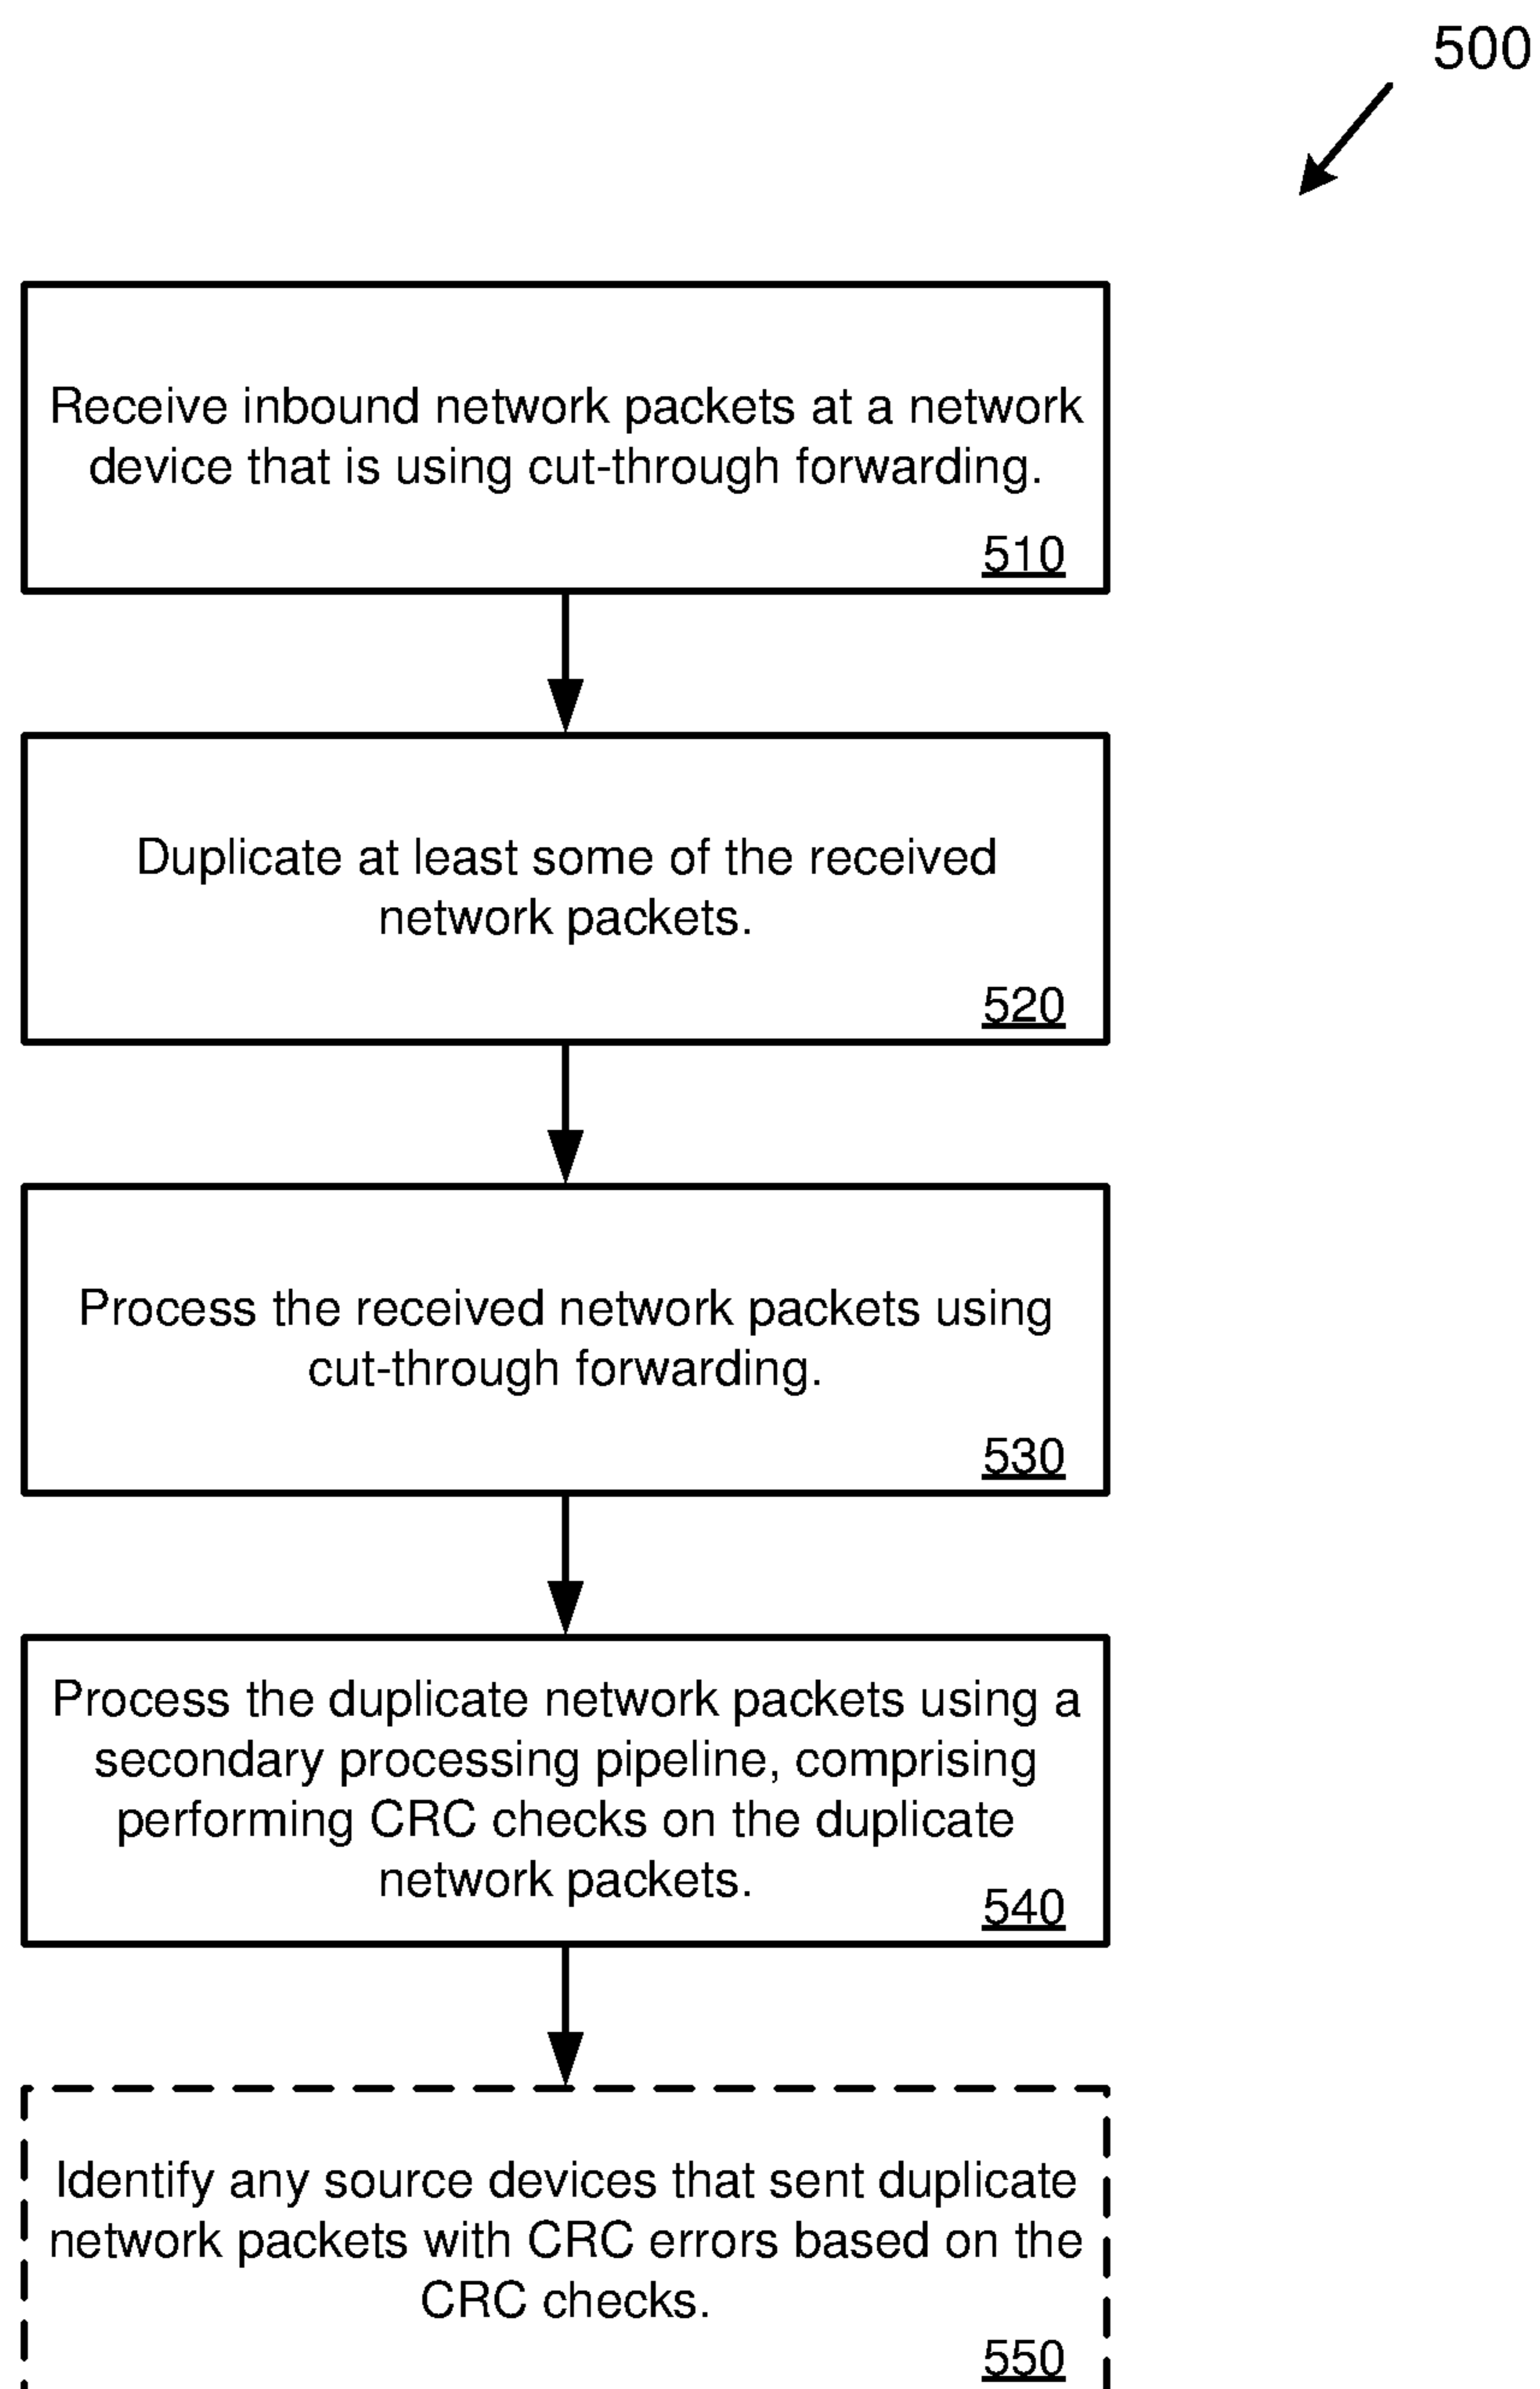 500
Receive inbound network packets at a network
device that is using cut-through forwarding.
510
Duplicate at least some of the received
network packets.
520
Process the received network packets using
cut-through forwarding.
530
Process the duplicate network packets using a
secondary processing pipeline, comprising
performing CRC checks on the duplicate
network packets.
540
Identify any source devices that sent duplicate
network packets with CRC errors based on the
CRC checks.
550